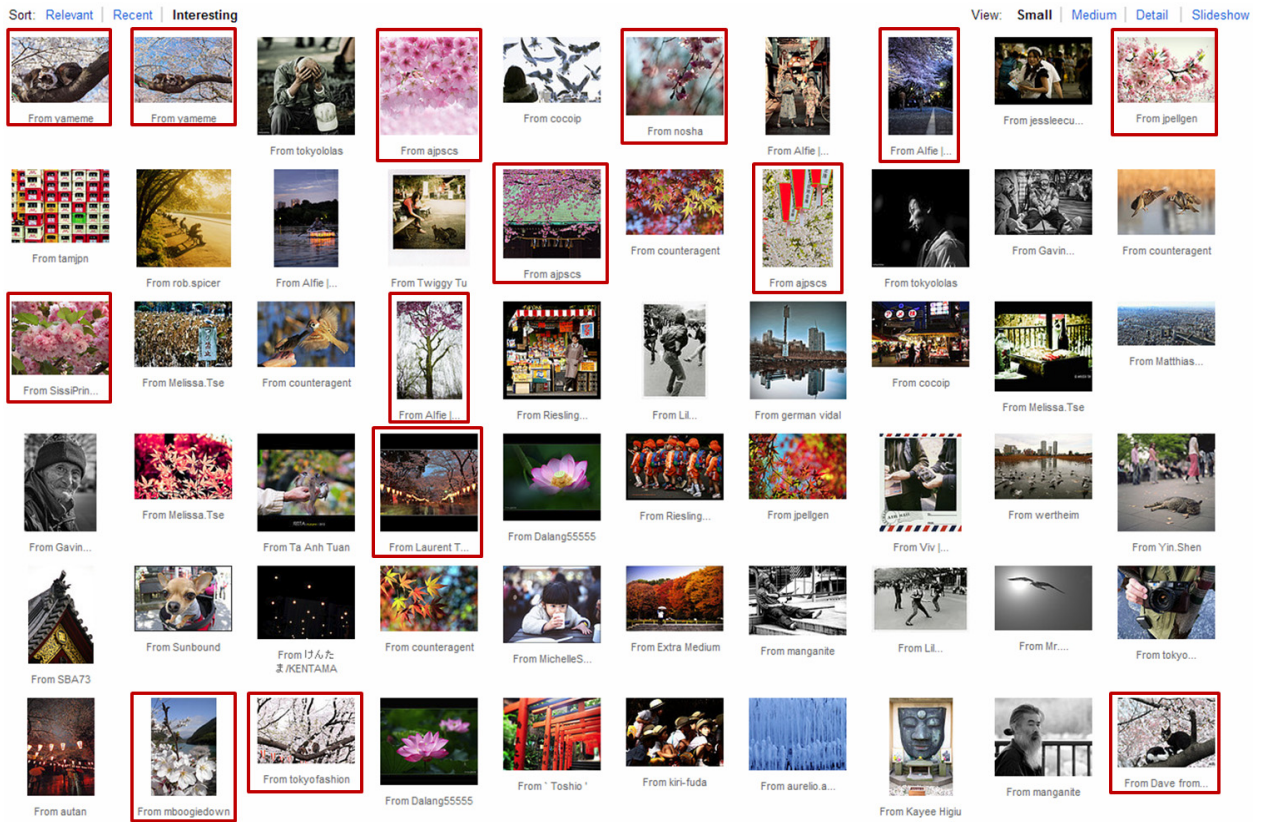 Sort: Relevant | Recent | Interesting
View: Small | Medium | Detail | Slideshow
From yameme
From yameme
From tokyololas
From ajpscs
From cocoip
From nosha
From Alfie |...
From Alfie |...
From jessleecu...
From jpellgen
From tamjpn
From rob.spicer
From Alfie |...
From Twiggy Tu
From ajpscs
From counteragent
From ajpscs
From tokyololas
From Gavin...
From counteragent
From SissiPrin...
From Melissa.Tse
From counteragent
From Alfie |...
From Riesling...
From Lil...
From german vidal
From cocoip
From Melissa.Tse
From Matthias...
From Gavin...
From Melissa.Tse
From Ta Anh Tuan
From Laurent T...
From Dalang55555
From Riesling...
From jpellgen
From Viv |...
From wertheim
From Yin.Shen
From SBA73
From Sunbound
From けんた
ま/KENTAMA
From counteragent
From MichelleS...
From Extra Medium
From manganite
From Lil...
From Mr....
From tokyo...
From autan
From mboogiedown
From tokyofashion
From Dalang55555
From ` Toshio '
From kiri-fuda
From aurelio.a...
From Kayee Higiu
From manganite
From Dave from...